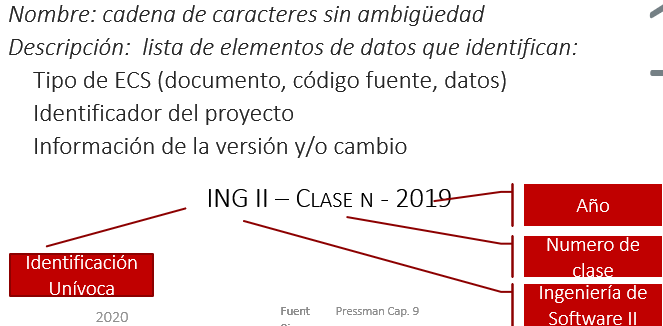 Nombre: cadena de caracteres sin ambigüedad
Descripción: lista de elementos de datos que identifican:
Tipo de ECS (documento, código fuente, datos)
Identificador del proyecto
Información de la versión y/o cambio
ING II – CLASE N - 2019
Año
Numero de
clase
Identificación
Unívoca
Ingeniería de
Software II
2020
Fuent
Pressman Cap. 9